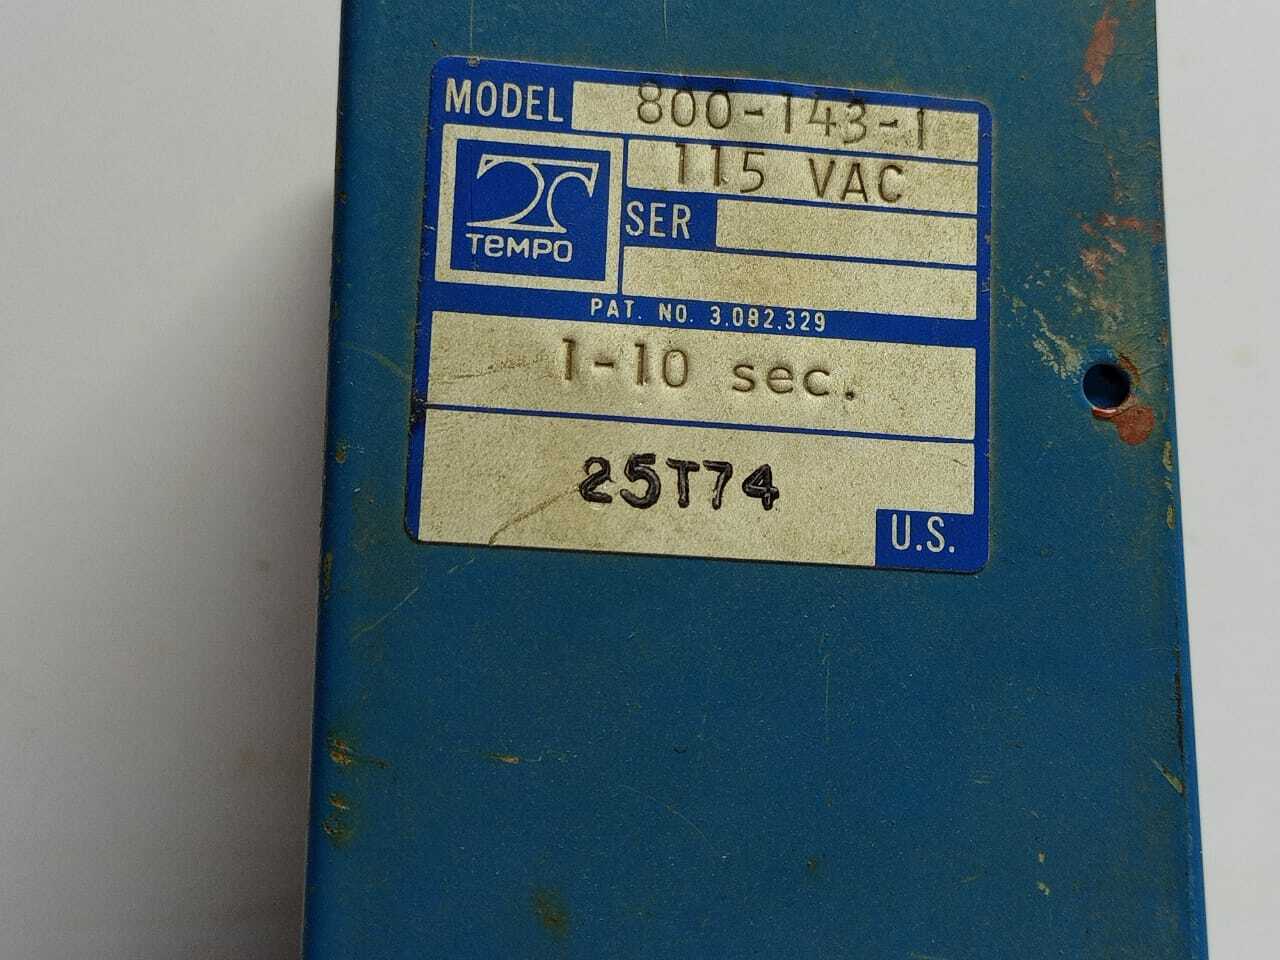 MODEL 800-143-1
115 VAC
TEMPO
SER
PAT. NO. 3,082,329
1-10 sec.
25T74
U.S.